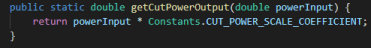 public static double getCutPowerOutput(double powerInput) {
return powerInput * Constants.CUT_POWER_SCALE_COEFFICIENT;
}